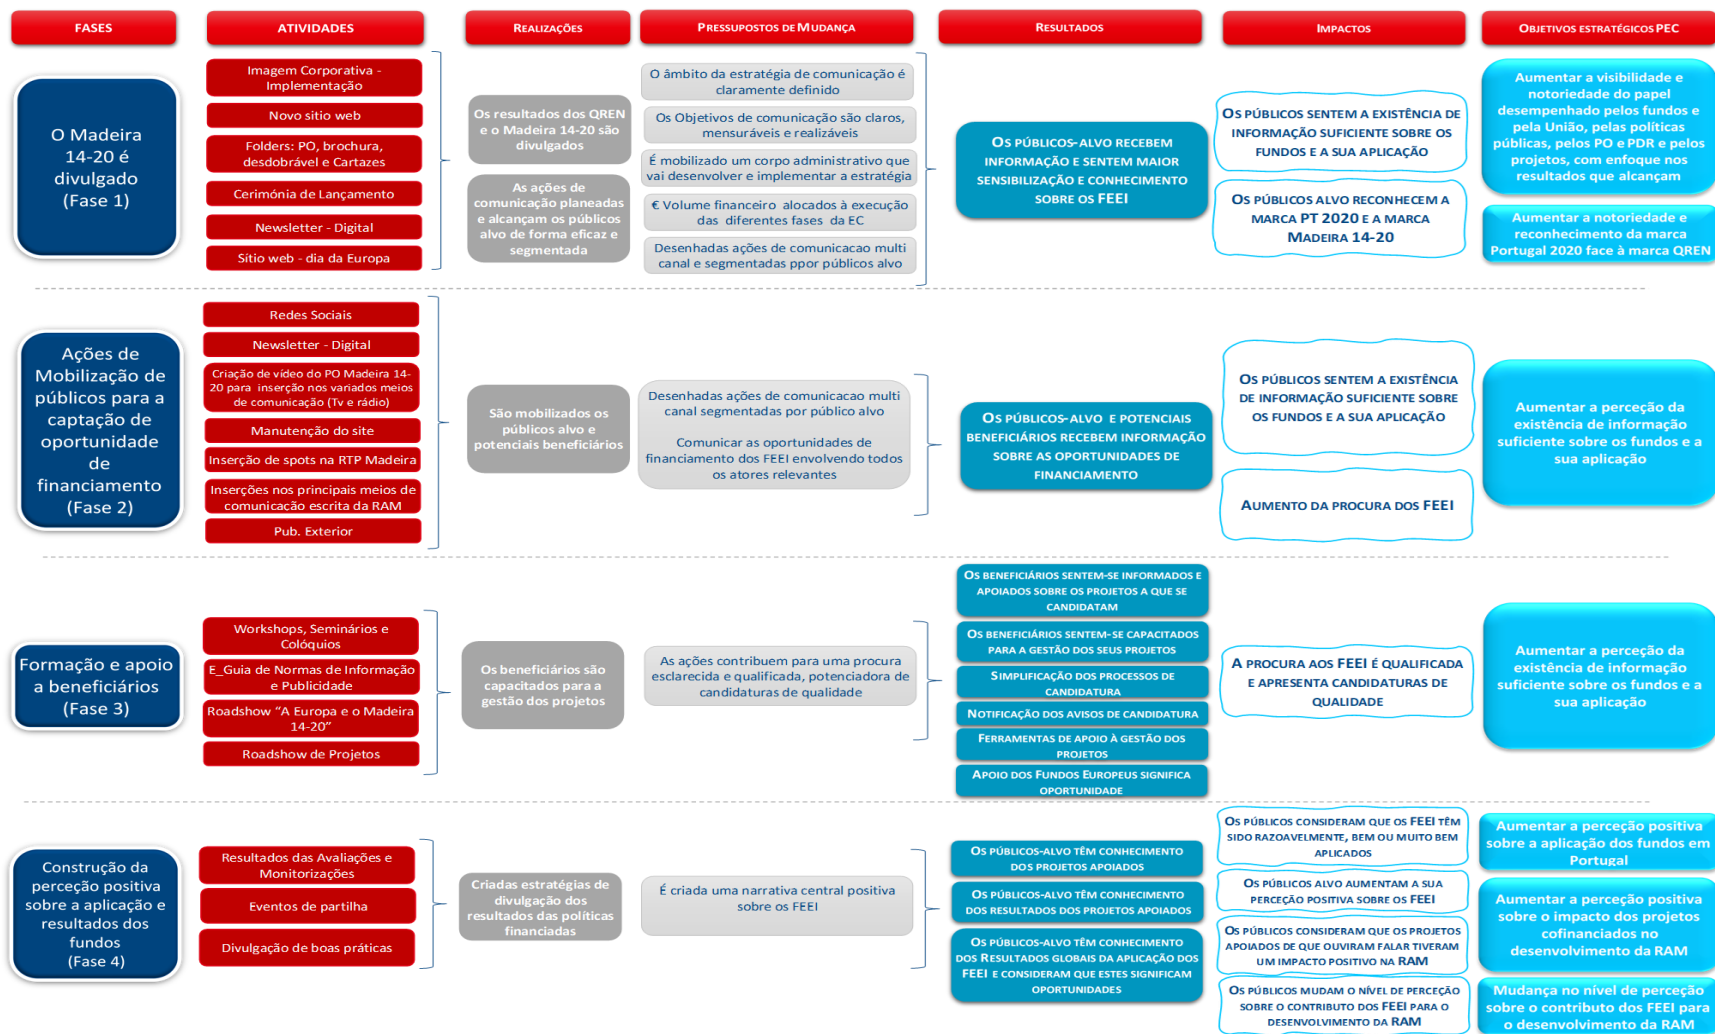 FASES
ATIVIDADES
REALIZAÇÕES
PRESSUPOSTOS DE MUDANÇA
RESULTADOS
IMPACTOS
OBJETIVOS ESTRATÉGICOS PEC
O Madeira
14-20 é
divulgado
(Fase 1)
Imagem Corporativa -
Implementação
Novo sitio web
Folders: PO, brochura,
desdobrável e Cartazes
Cerimónia de Lançamento
Newsletter - Digital
Sítio web - dia da Europa
Os resultados dos QREN
e o Madeira 14-20 são
divulgados
As ações de
comunicação planeadas
e alcançam os públicos
alvo de forma eficaz e
segmentada
O âmbito da estratégia de comunicação é
claramente definido
Os Objetivos de comunicação são claros,
mensuráveis e realizáveis
É mobilizado um corpo administrativo que
vai desenvolver e implementar a estratégia
€ Volume financeiro alocados à execução
das diferentes fases da EC
Desenhadas ações de comunicacao multi
canal e segmentadas ppor públicos alvo
OS PÚBLICOS-ALVO RECEBEM
INFORMAÇÃO E SENTEM MAIOR
SENSIBILIZAÇÃO E CONHECIMENTO
SOBRE OS FEEI
OS PÚBLICOS SENTEM A EXISTÊNCIA DE
INFORMAÇÃO SUFICIENTE SOBRE OS
FUNDOS E A SUA APLICAÇÃO
OS PÚBLICOS ALVO RECONHECEM A
MARCA PT 2020 E A MARCA
MADEIRA 14-20
Aumentar a visibilidade e
notoriedade do papel
desempenhado pelos fundos e
pela União, pelas políticas
públicas, pelos PO e PDR e pelos
projetos, com enfoque nos
resultados que alcançam
Aumentar a notoriedade e
reconhecimento da marca
Portugal 2020 face à marca QREN
Ações de
Mobilização de
públicos para a
captação de
oportunidade
de
financiamento
(Fase 2)
Redes Sociais
Newsletter - Digital
Criação de vídeo do PO Madeira 14-
20 para inserção nos variados meios
de comunicação (Tv e rádio)
Manutenção do site
Inserção de spots na RTP Madeira
Inserções nos principais meios de
comunicação escrita da RAM
Pub. Exterior
São mobilizados os
públicos alvo e
potenciais beneficiários
Desenhadas ações de comunicacao multi
canal segmentadas por público alvo
Comunicar as oportunidades de
financiamento dos FEEI envolvendo todos
os atores relevantes
OS PÚBLICOS-ALVO E POTENCIAIS
BENEFICIÁRIOS RECEBEM INFORMAÇÃO
SOBRE AS OPORTUNIDADES DE
FINANCIAMENTO
OS PÚBLICOS SENTEM A EXISTÊNCIA
DE INFORMAÇÃO SUFICIENTE SOBRE
OS FUNDOS E A SUA APLICAÇÃO
AUMENTO DA PROCURA DOS FEEI
Aumentar a perceção da
existência de informação
suficiente sobre os fundos e a
sua aplicação
Formação e apoio
a beneficiários
(Fase 3)
Workshops, Seminários e
Colóquios
E_Guia de Normas de Informação
e Publicidade
Roadshow “A Europa e o Madeira
14-20”
Roadshow de Projetos
Os beneficiários são
capacitados para a
gestão dos projetos
As ações contribuem para uma procura
esclarecida e qualificada, potenciadora de
candidaturas de qualidade
OS BENEFICIÁRIOS SENTEM-SE INFORMADOS E
APOIADOS SOBRE OS PROJETOS A QUE SE
CANDIDATAM
OS BENEFICIÁRIOS SENTEM-SE CAPACITADOS
PARA A GESTÃO DOS SEUS PROJETOS
SIMPLIFICAÇÃO DOS PROCESSOS DE
CANDIDATURA
NOTIFICAÇÃO DOS AVISOS DE CANDIDATURA
FERRAMENTAS DE APOIO À GESTÃO DOS
PROJETOS
APOIO DOS FUNDOS EUROPEUS SIGNIFICA
OPORTUNIDADE
A PROCURA AOS FEEI É QUALIFICADA
E APRESENTA CANDIDATURAS DE
QUALIDADE
Aumentar a perceção da
existência de informação
suficiente sobre os fundos e a
sua aplicação
Construção da
perceção positiva
sobre a aplicação e
resultados dos
fundos
(Fase 4)
Resultados das Avaliações e
Monitorizações
Eventos de partilha
Divulgação de boas práticas
Criadas estratégias de
divulgação dos
resultados das políticas
financiadas
É criada uma narrativa central positiva
sobre os FEEI
OS PÚBLICOS-ALVO TÊM CONHECIMENTO
DOS PROJETOS APOIADOS
OS PÚBLICOS-ALVO TÊM CONHECIMENTO
DOS RESULTADOS DOS PROJETOS APOIADOS
OS PÚBLICOS-ALVO TÊM CONHECIMENTO
DOS RESULTADOS GLOBAIS DA APLICAÇÃO DOS
FEEI E CONSIDERAM QUE ESTES SIGNIFICAM
OPORTUNIDADES
OS PÚBLICOS CONSIDERAM QUE OS FEEI TÊM
SIDO RAZOAVELMENTE, BEM OU MUITO BEM
APLICADOS
OS PÚBLICOS ALVO AUMENTAM A SUA
PERCEÇÃO POSITIVA SOBRE OS FEEI
OS PÚBLICOS CONSIDERAM QUE OS PROJETOS
APOIADOS DE QUE OUVIRAM FALAR TIVERAM
UM IMPACTO POSITIVO NA RAM
OS PÚBLICOS MUDAM O NÍVEL DE PERCEÇÃO
SOBRE O CONTRIBUTO DOS FEEI PARA O
DESENVOLVIMENTO DA RAM
Aumentar a perceção positiva
sobre a aplicação dos fundos em
Portugal
Aumentar a perceção positiva
sobre o impacto dos projetos
cofinanciados no
desenvolvimento da RAM
Mudança no nível de perceção
sobre o contributo dos FEEI para
o desenvolvimento da RAM